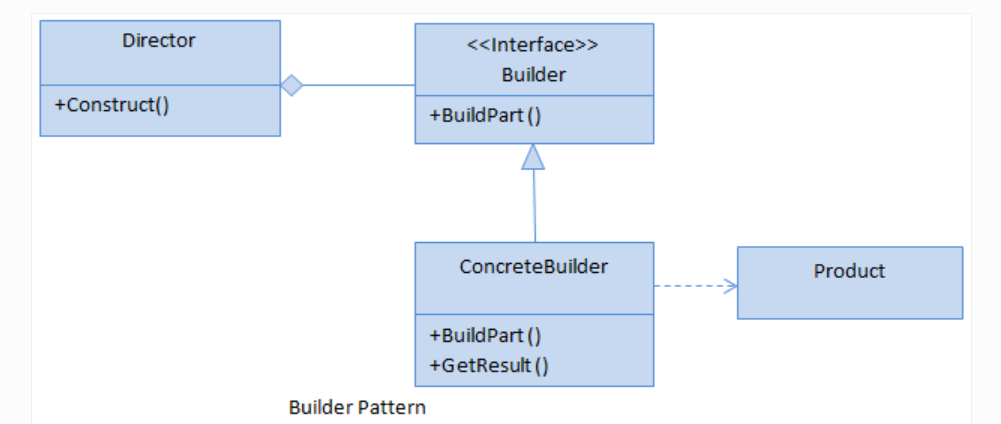 Director
+Construct()
<<Interface>>
Builder
+BuildPart()
ConcreteBuilder
+BuildPart()
+GetResult()
Product
Builder Pattern